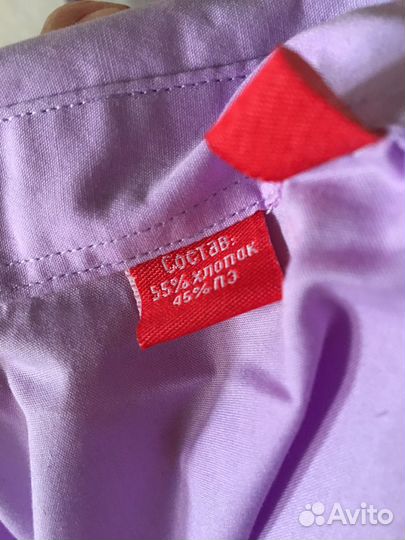 Состав:
55% хлопок
45% ПЭ
Avito